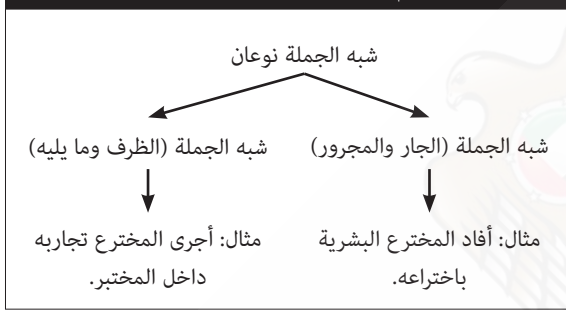 شبه الجملة نوعان
شبه الجملة (الجار والمجرور)
شبه الجملة (الظرف وما يليه)
مثال: أفاد المخترع البشرية
باختراعه.
مثال: أجرى المخترع تجاربه
داخل المختبر.